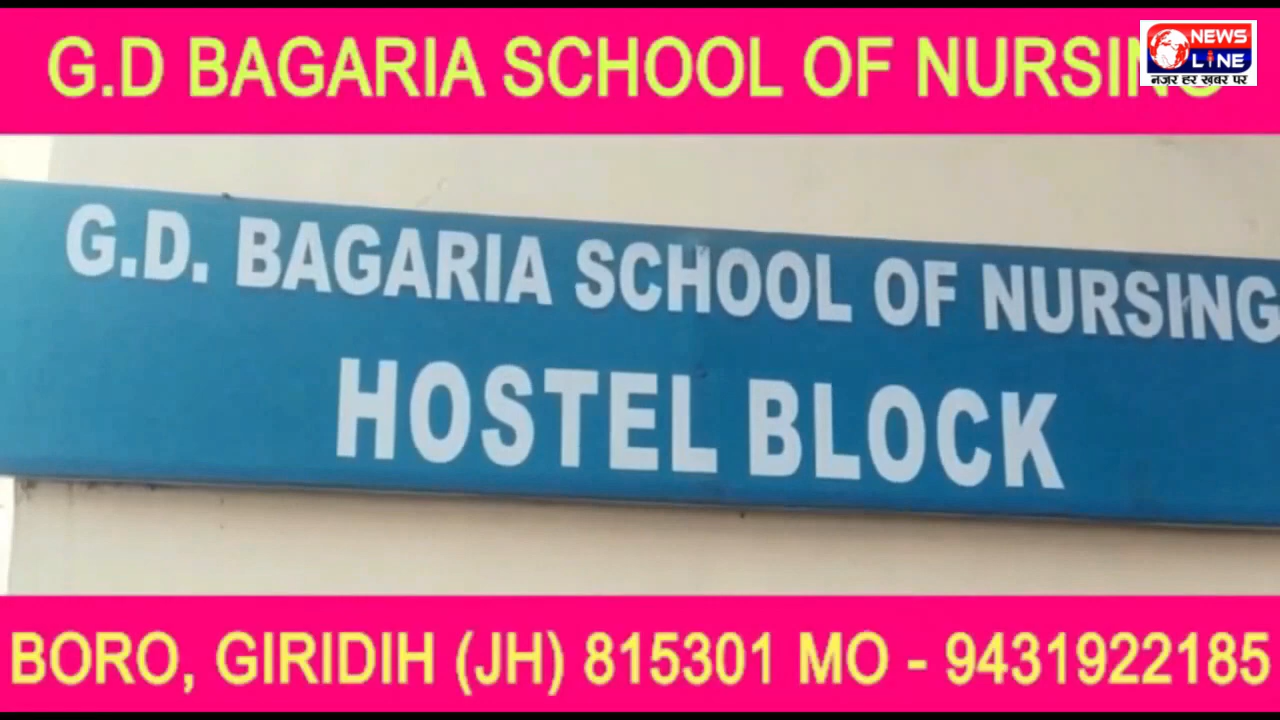 G.D BAGARIA SCHOOL OF NURSING
NEWS
LINE
नजर हर खबर पर
G.D. BAGARIA SCHOOL OF NURSING
HOSTEL BLOCK
BORO, GIRIDIH (JH) 815301 MO - 9431922185